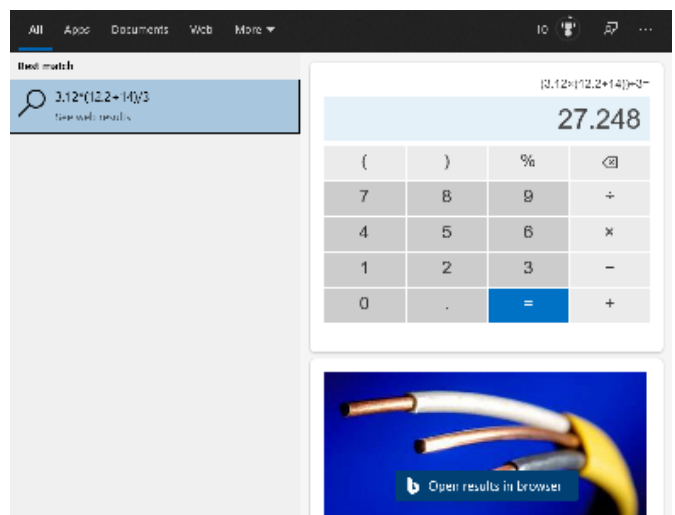 All Apps Documents Web More ▾ 10 ...
Best match
3.12*(12.2+14)/3
See web results
(3.12×(12.2+14))÷3=
27.248
( ) %
7 8 9 ÷
4 5 6 ×
1 2 3 −
0 . = +
Open results in browser